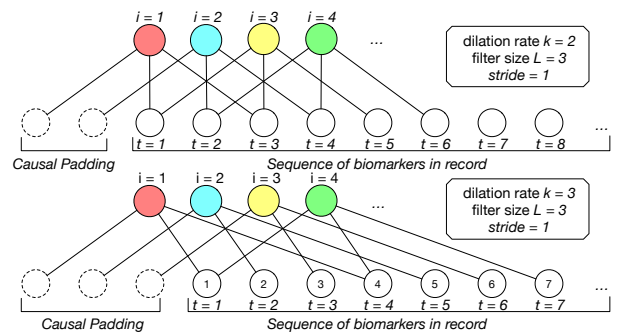 i = 1 i = 2 i = 3 i = 4
...
dilation rate k = 2
filter size L = 3
stride = 1
t = 1 t = 2 t = 3 t = 4 t = 5 t = 6 t = 7 t = 8 ...
Causal Padding Sequence of biomarkers in record
i = 1 i = 2 i = 3 i = 4
...
dilation rate k = 3
filter size L = 3
stride = 1
1 2 3 4 5 6 7 ...
t = 1 t = 2 t = 3 t = 4 t = 5 t = 6 t = 7
Causal Padding Sequence of biomarkers in record